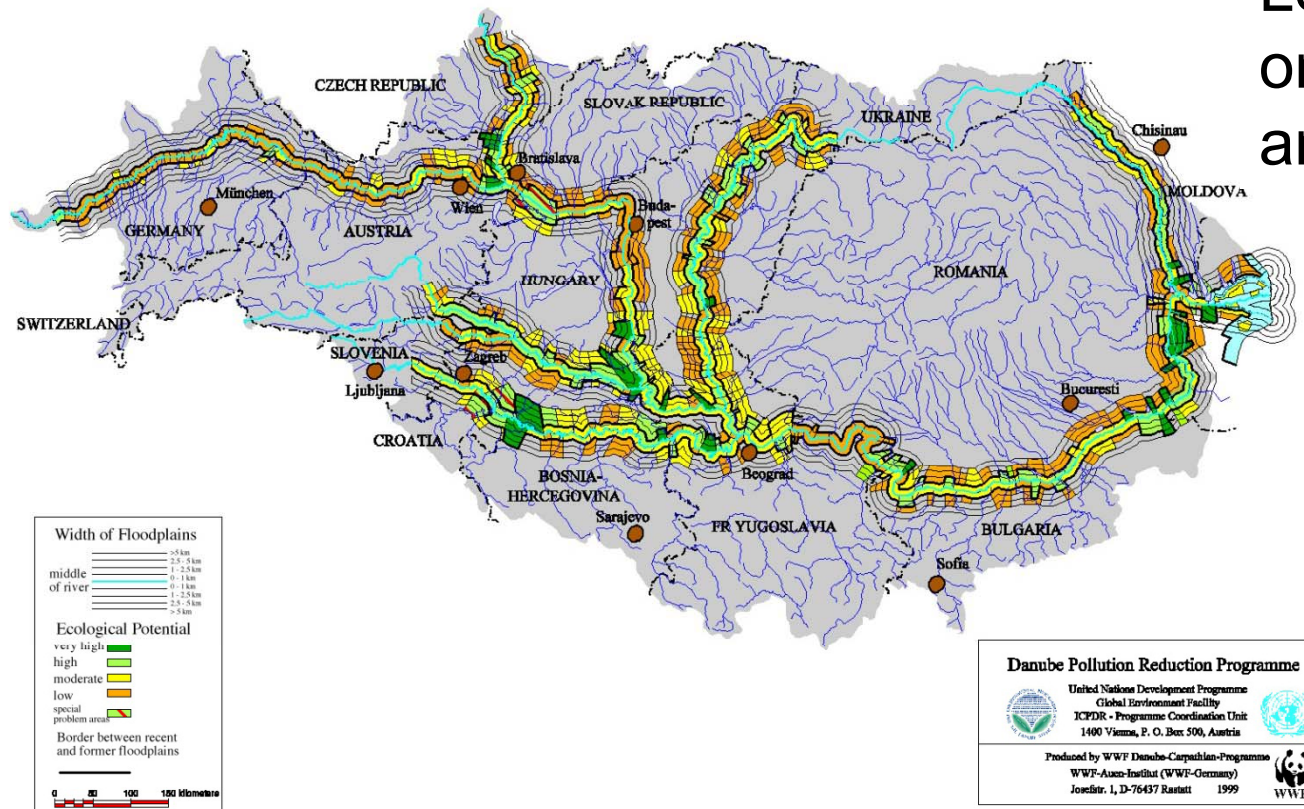 or
CZECH REPUBLIC
SLOVAK REPUBLIC
UKRAINE
Chisinau
Bratislava
München
Wien
Buda-
pest
MOLDOVA
GERMANY
AUSTRIA
HUNGARY
ROMANIA
SWITZERLAND
SLOVENIA
Zagreb
Ljubljana
Bucuresti
CROATIA
Beograd
BOSNIA-
HERCEGOVINA
Sarajevo
FR YUGOSLAVIA
BULGARIA
Sofia
Width of Floodplains
>5 km
2,5 - 5 km
1 - 2,5 km
middle
of river
0 - 1 km
0 - 1 km
1 - 2,5 km
2,5 - 5 km
> 5 km
Ecological Potential
very high
high
moderate
low
special
problem areas
Border between recent
and former floodplains
0 50 100 150 kilometers
Danube Pollution Reduction Programme
United Nations Development Programme
Global Environment Facility
ICPDR - Programme Coordination Unit
1400 Vienna, P. O. Box 500, Austria
Produced by WWF Danube-Carpathian-Programme
WWF-Auen-Institut (WWF-Germany)
Josefstr. 1, D-76437 Rastatt 1999
WWF